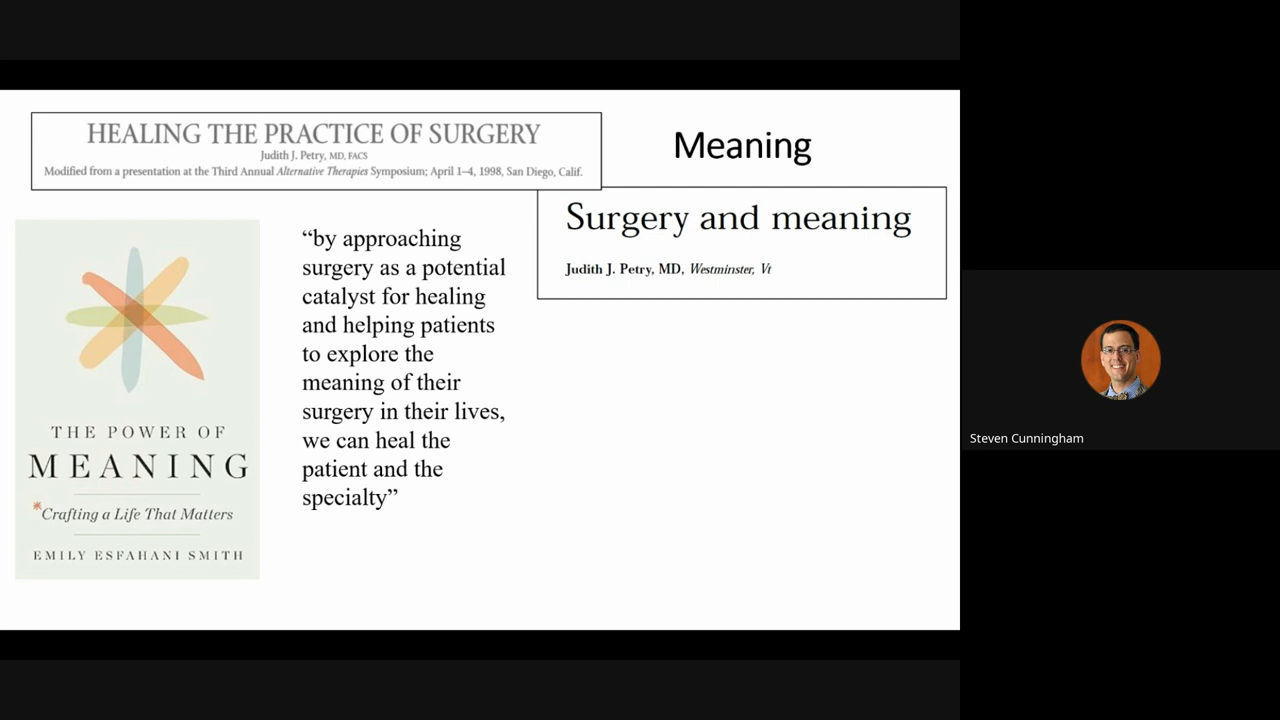 HEALING THE PRACTICE OF SURGERY
Judith J. Petry, MD, FACS
Modified from a presentation at the Third Annual Alternative Therapies Symposium; April 1–4, 1998, San Diego, Calif.
Meaning
Surgery and meaning
Judith J. Petry, MD, Westminster, Vt
THE POWER OF
MEANING
*Crafting a Life That Matters
EMILY ESFAHANI SMITH
“by approaching
surgery as a potential
catalyst for healing
and helping patients
to explore the
meaning of their
surgery in their lives,
we can heal the
patient and the
specialty”
Steven Cunningham